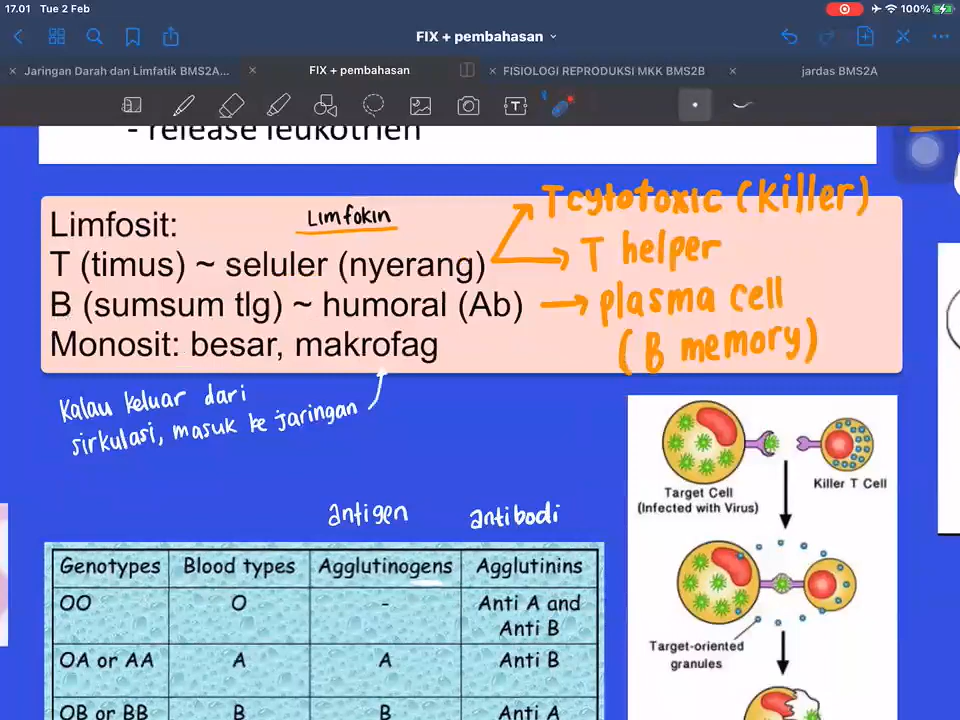 17.01 Tue 2 Feb
100%
FIX + pembahasan
Jaringan Darah dan Limfatik BMS2A...
FIX + pembahasan
FISIOLOGI REPRODUKSI MKK BMS2B
jardas BMS2A
- release leukotrien
Limfosit:
Limfokin
T (timus) ~ seluler (nyerang)
B (sumsum tlg) ~ humoral (Ab)
Monosit: besar, makrofag
T cytotoxic (killer)
T helper
plasma cell
(B memory)
Kalau keluar dari
sirkulasi, masuk ke jaringan
antigen antibodi
Genotypes Blood types Agglutinogens Agglutinins
OO O - Anti A and
Anti B
OA or AA A A Anti B
OB or BB B B Anti A
Target Cell
(Infected with Virus)
Killer T Cell
Target-oriented
granules